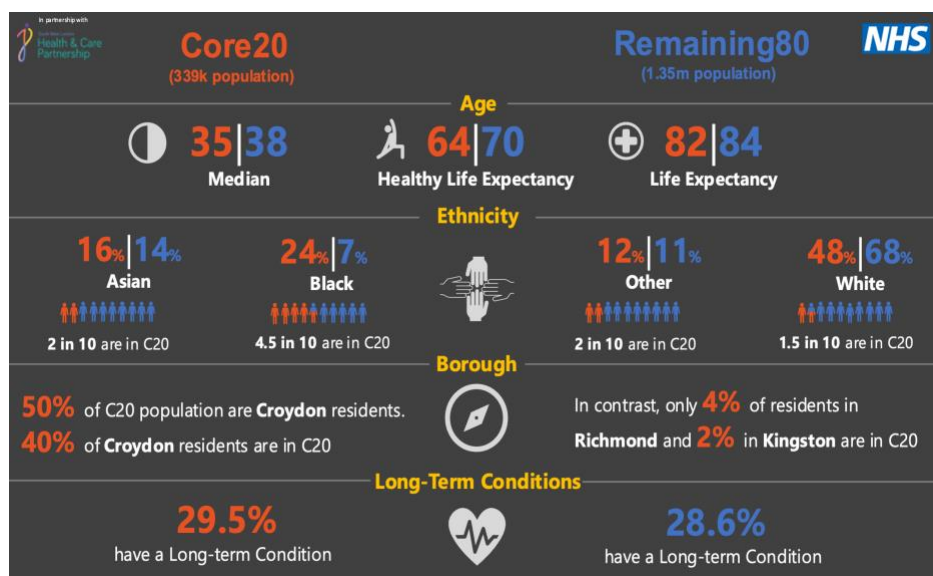 In partnership with
South West London
Health & Care
Partnership
Core20
(339k population)
Remaining80
(1.35m population)
NHS
Age
35|38
Median
64|70
Healthy Life Expectancy
82|84
Life Expectancy
Ethnicity
16%|14%
Asian
2 in 10 are in C20
24%|7%
Black
4.5 in 10 are in C20
12%|11%
Other
2 in 10 are in C20
48%|68%
White
1.5 in 10 are in C20
Borough
50% of C20 population are Croydon residents.
40% of Croydon residents are in C20
In contrast, only 4% of residents in
Richmond and 2% in Kingston are in C20
Long-Term Conditions
29.5%
have a Long-term Condition
28.6%
have a Long-term Condition